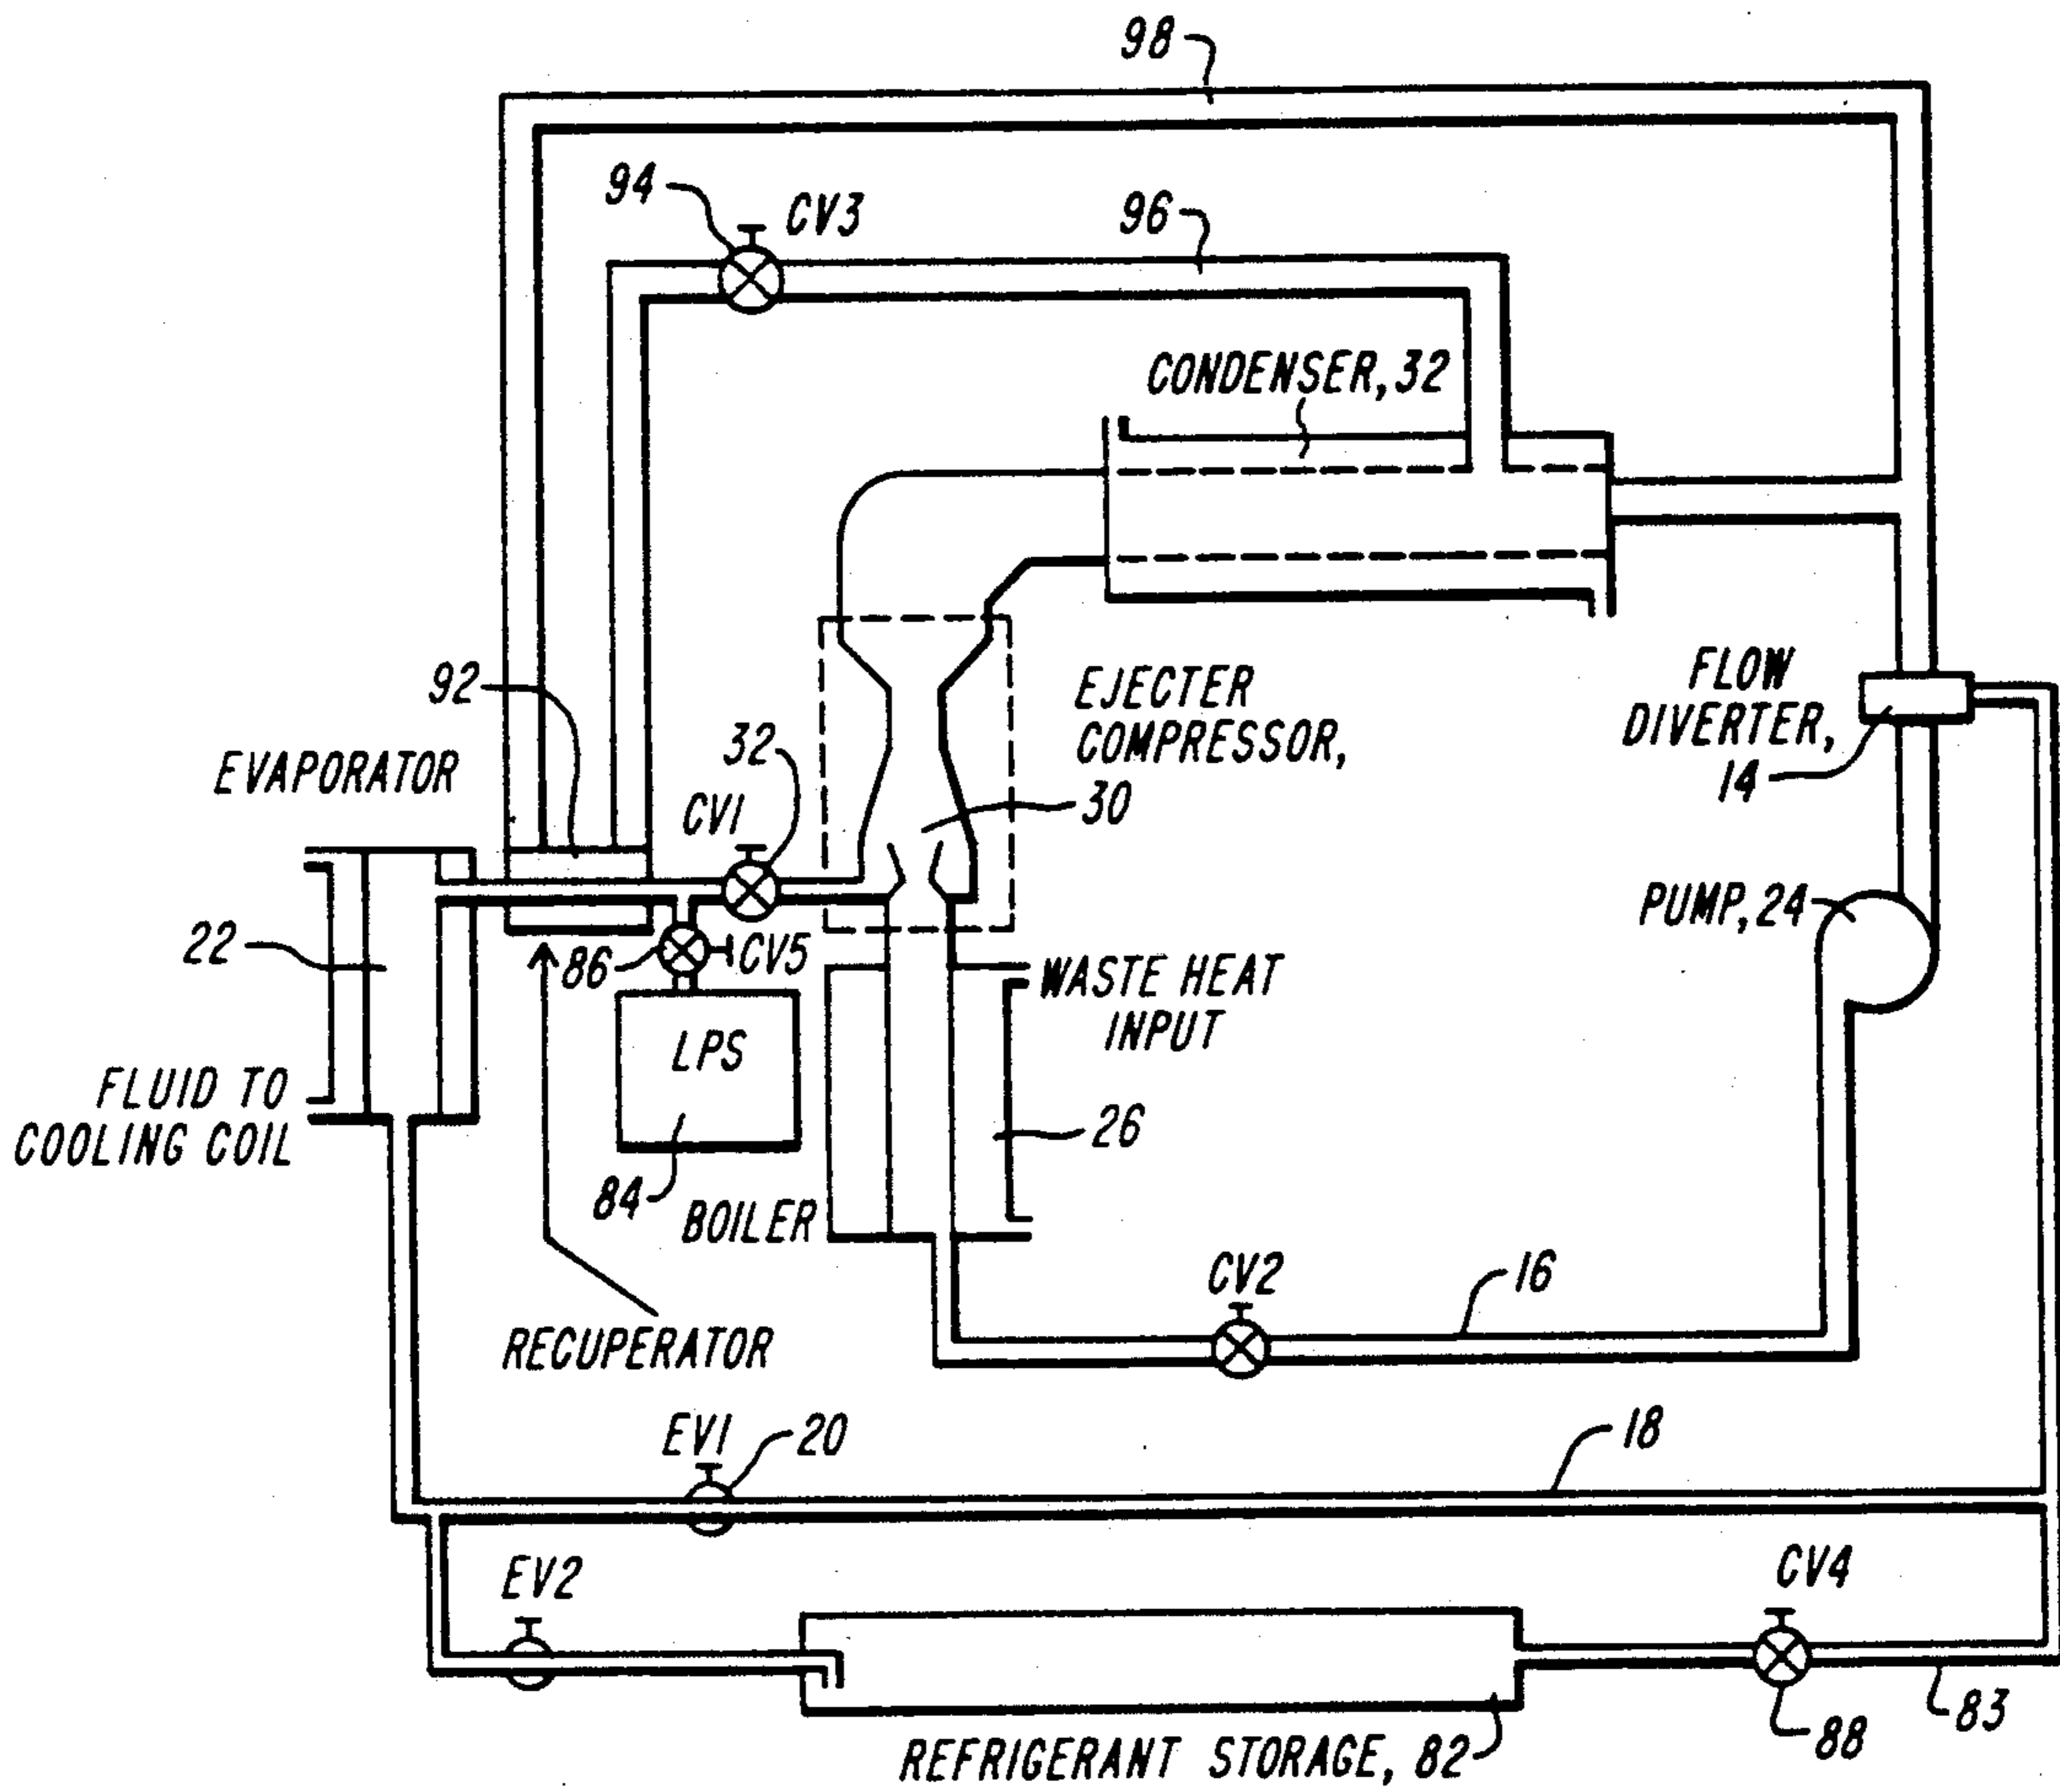 98
94
CV3
96
CONDENSER, 32
92
EJECTER
COMPRESSOR,
30
FLOW
DIVERTER,
14
EVAPORATOR
32
CV1
PUMP, 24
22
86
CV5
WASTE HEAT
INPUT
LPS
FLUID TO
COOLING COIL
26
84
BOILER
CV2
16
RECUPERATOR
EV1
20
18
EV2
CV4
83
88
REFRIGERANT STORAGE, 82